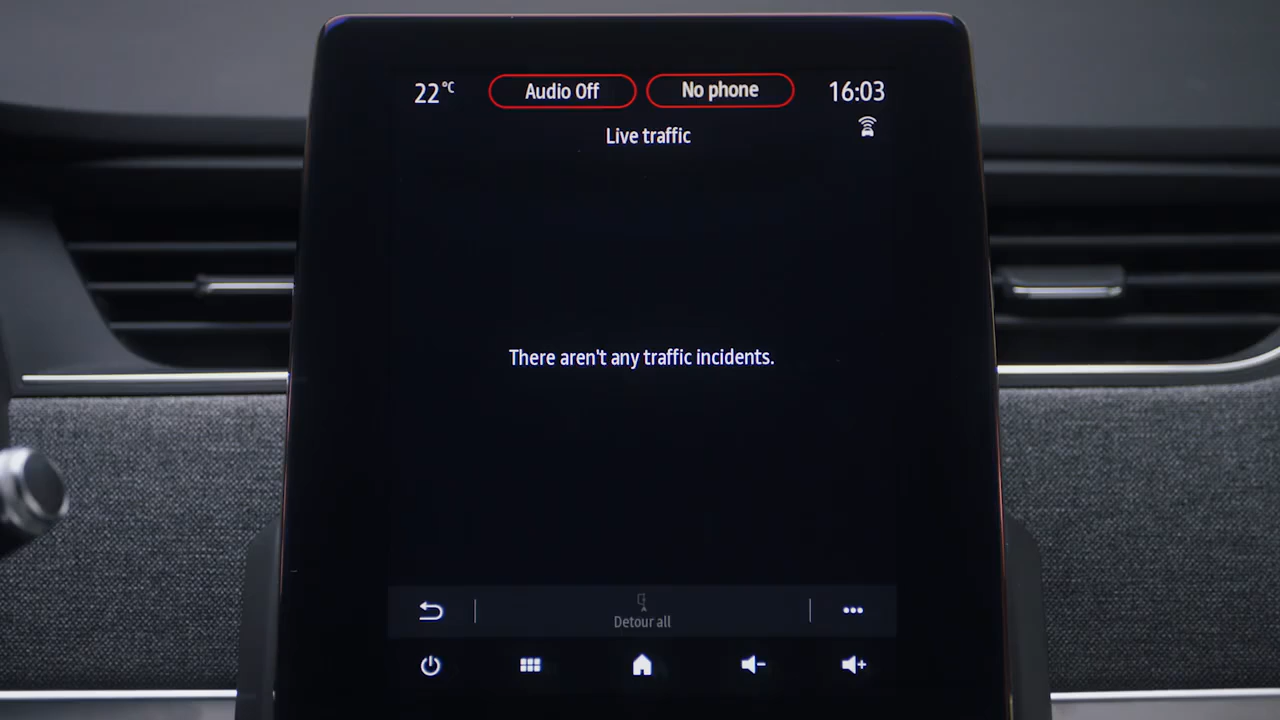 22°C Audio Off No phone 16:03
Live traffic
There aren't any traffic incidents.
Detour all